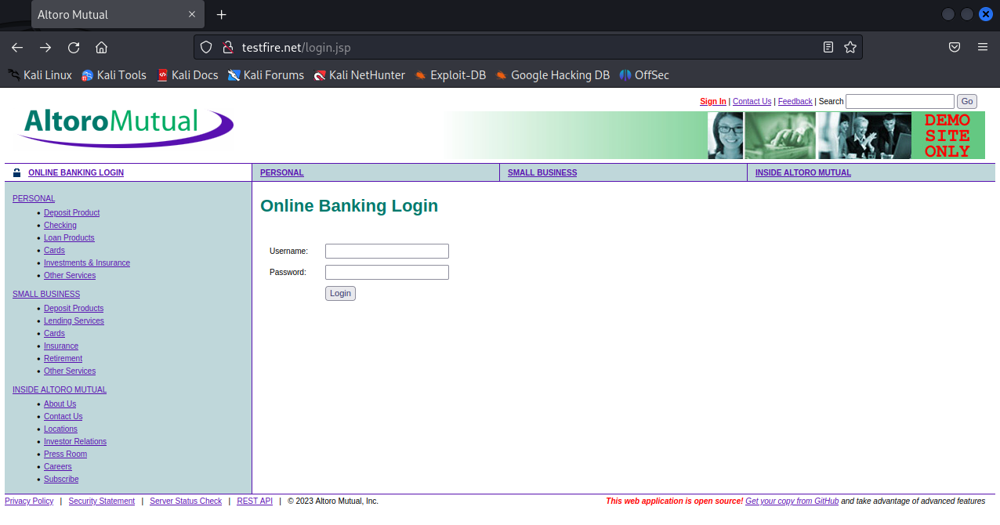 Altoro Mutual
testfire.net/login.jsp
Kali Linux Kali Tools Kali Docs Kali Forums Kali NetHunter Exploit-DB Google Hacking DB OffSec
Sign In | Contact Us | Feedback | Search Go
AltoroMutual
DEMO
SITE
ONLY
ONLINE BANKING LOGIN PERSONAL SMALL BUSINESS INSIDE ALTORO MUTUAL
PERSONAL
Deposit Product
Checking
Loan Products
Cards
Investments & Insurance
Other Services
SMALL BUSINESS
Deposit Products
Lending Services
Cards
Insurance
Retirement
Other Services
INSIDE ALTORO MUTUAL
About Us
Contact Us
Locations
Investor Relations
Press Room
Careers
Subscribe
Online Banking Login
Username:
Password:
Login
Privacy Policy | Security Statement | Server Status Check | REST API | © 2023 Altoro Mutual, Inc. This web application is open source! Get your copy from GitHub and take advantage of advanced features